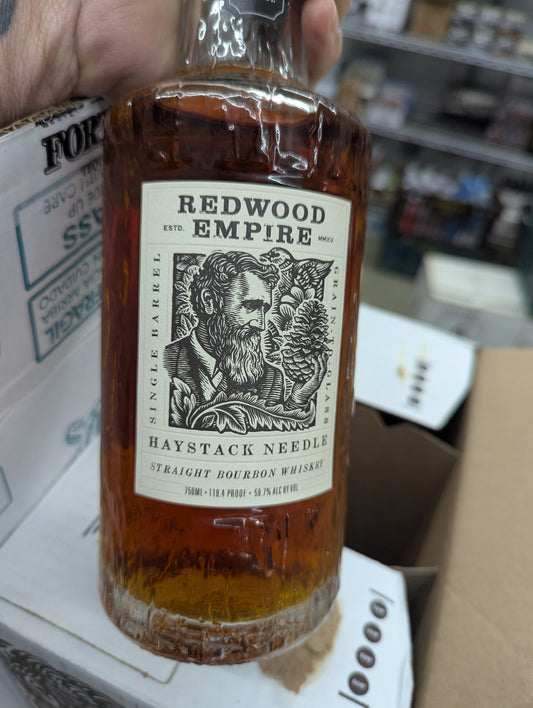 REDWOOD
ESTD. EMPIRE MMXV
SINGLE BARREL
GRAIN TO GLASS
HAYSTACK NEEDLE
STRAIGHT BOURBON WHISKEY
750ML • 119.4 PROOF • 59.7% ALC BY VOL
FOR
FRAGIL